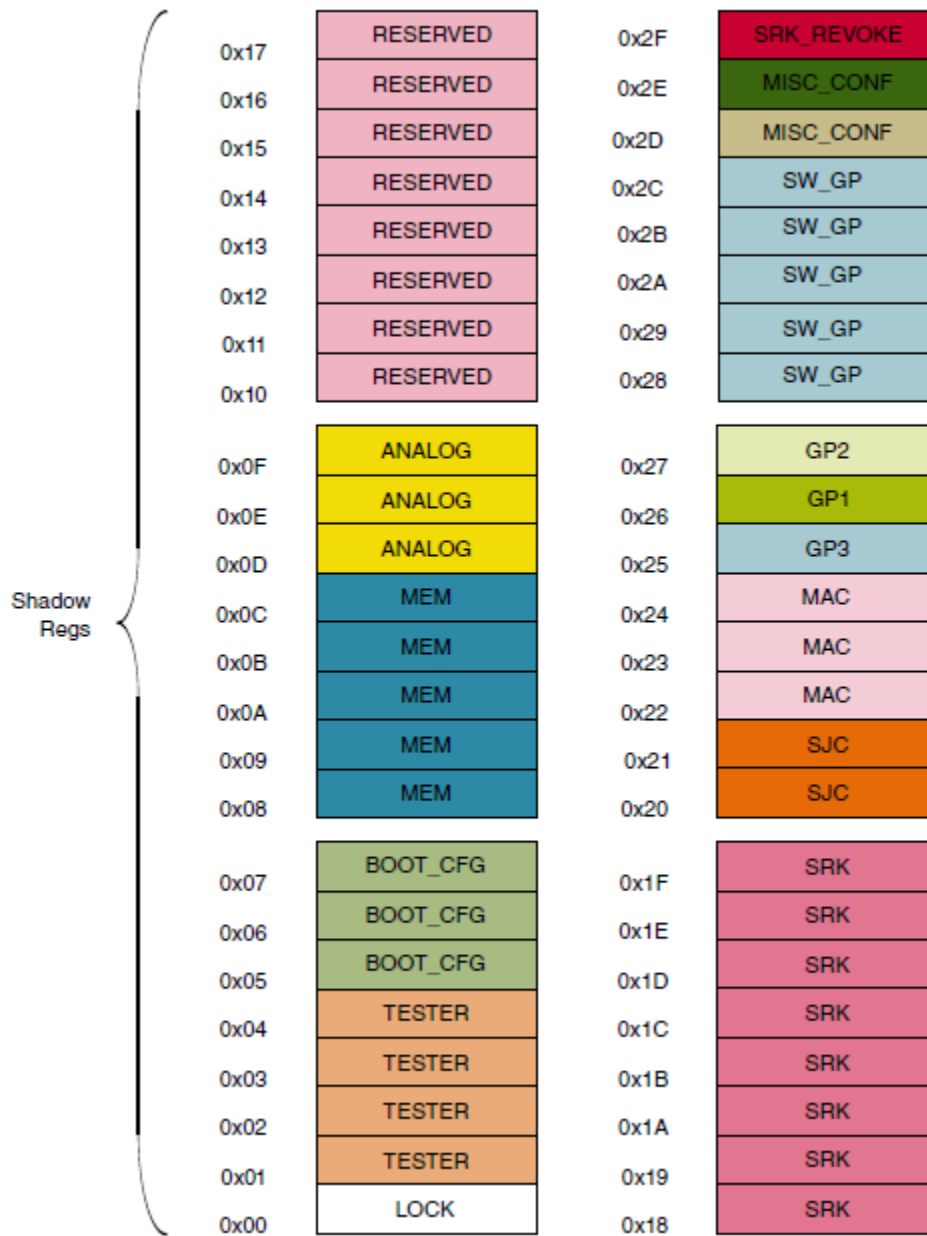 0x17 RESERVED 0x2F SRK_REVOKE
0x16 RESERVED 0x2E MISC_CONF
0x15 RESERVED 0x2D MISC_CONF
0x14 RESERVED 0x2C SW_GP
0x13 RESERVED 0x2B SW_GP
0x12 RESERVED 0x2A SW_GP
0x11 RESERVED 0x29 SW_GP
0x10 RESERVED 0x28 SW_GP
0x0F ANALOG 0x27 GP2
0x0E ANALOG 0x26 GP1
0x0D ANALOG 0x25 GP3
Shadow
Regs
0x0C MEM 0x24 MAC
0x0B MEM 0x23 MAC
0x0A MEM 0x22 MAC
0x09 MEM 0x21 SJC
0x08 MEM 0x20 SJC
0x07 BOOT_CFG 0x1F SRK
0x06 BOOT_CFG 0x1E SRK
0x05 BOOT_CFG 0x1D SRK
0x04 TESTER 0x1C SRK
0x03 TESTER 0x1B SRK
0x02 TESTER 0x1A SRK
0x01 TESTER 0x19 SRK
0x00 LOCK 0x18 SRK